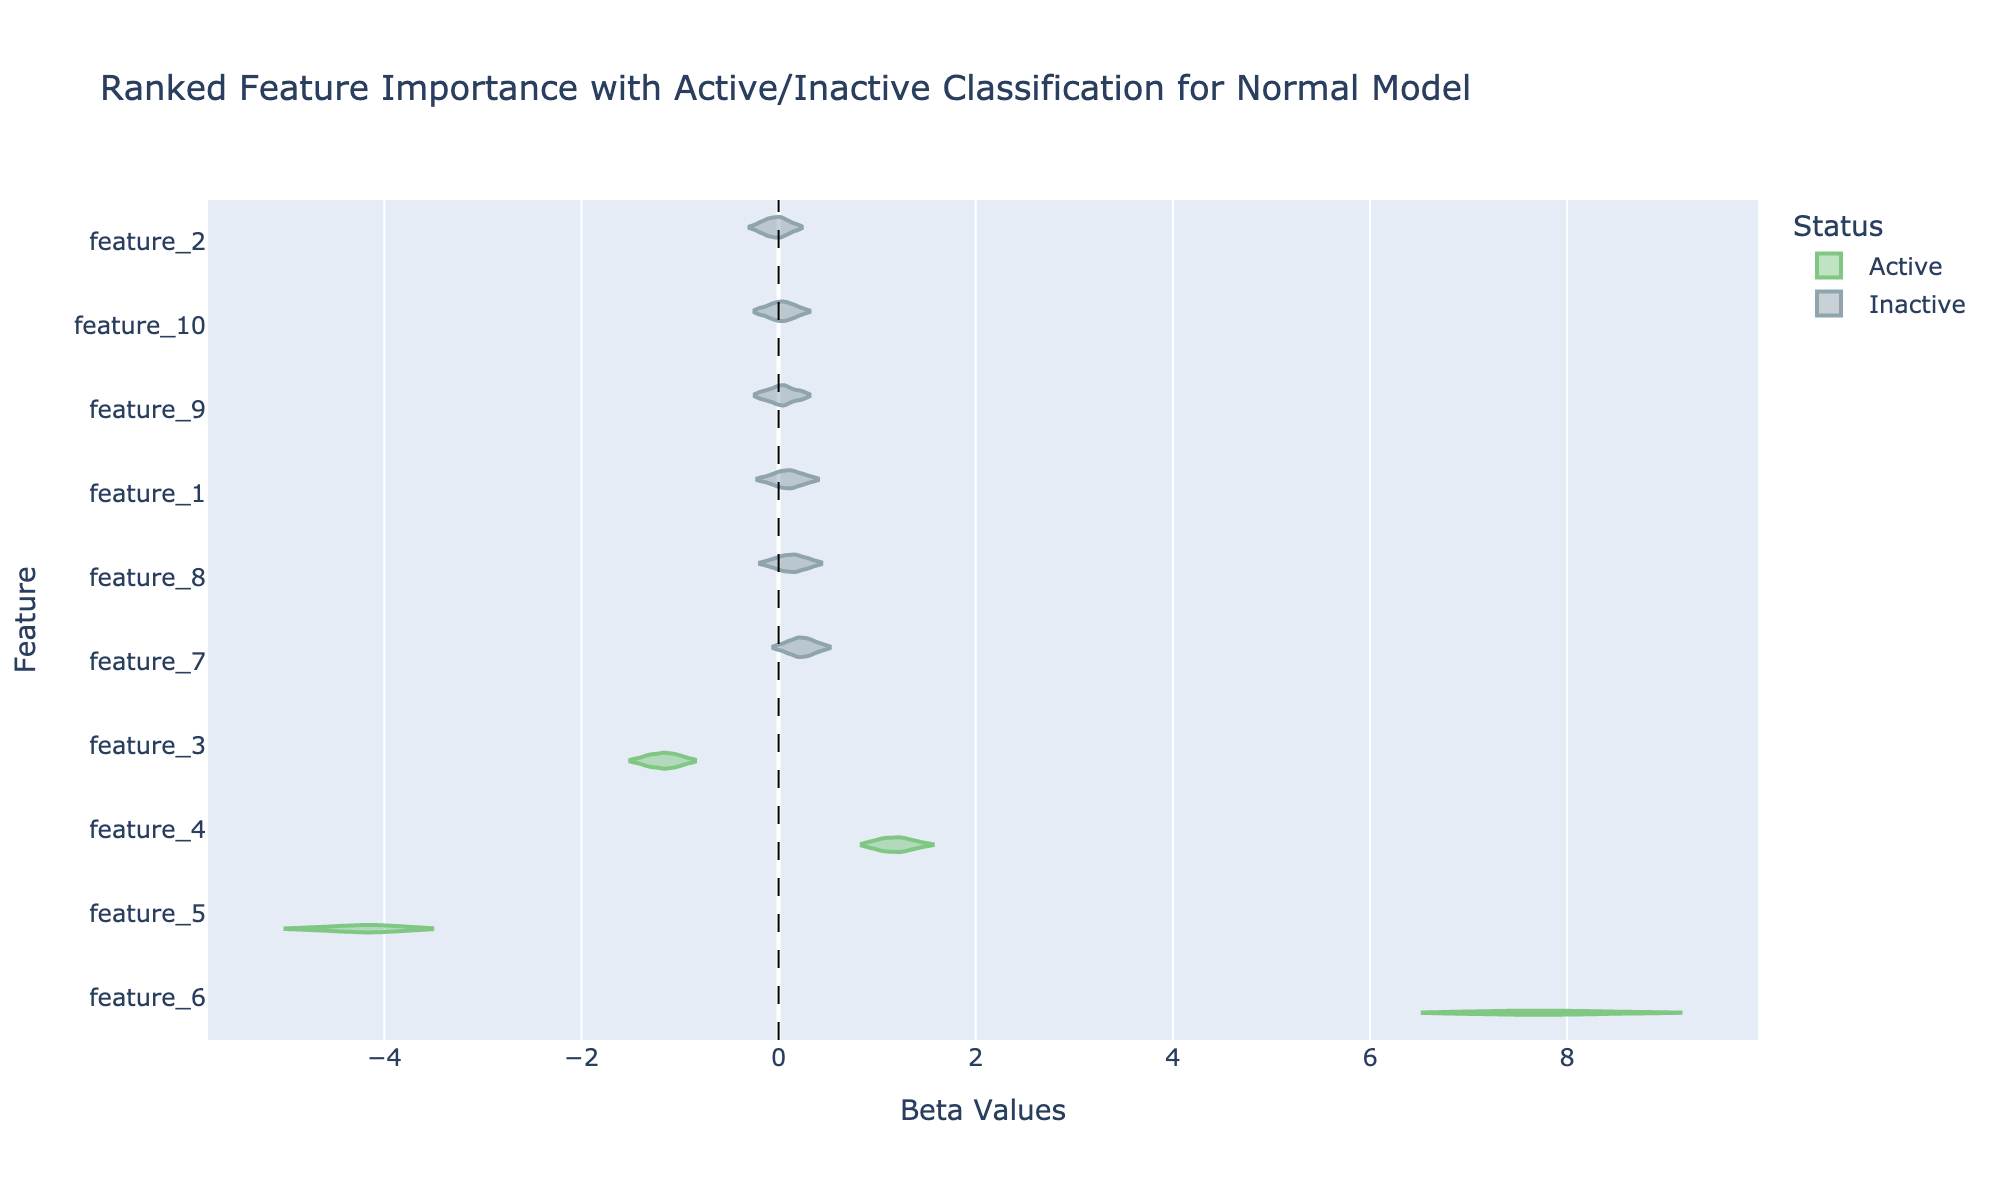 Ranked Feature Importance with Active/Inactive Classification for Normal Model
Status
Active
Inactive
Feature
feature_2
feature_10
feature_9
feature_1
feature_8
feature_7
feature_3
feature_4
feature_5
feature_6
−4 −2 0 2 4 6 8
Beta Values